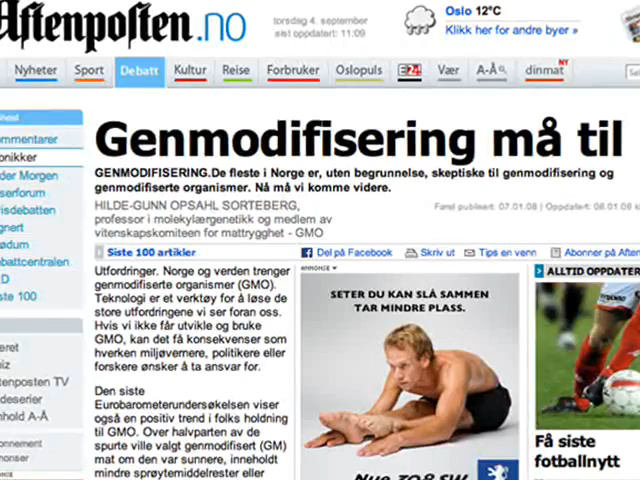 Aftenposten.no
torsdag 4. september
sist oppdatert: 11:09
Oslo 12°C
Klikk her for andre byer »
Nyheter Sport Debatt Kultur Reise Forbruker Oslopuls E24 Vær A-Å dinmat NY
Genmodifisering må til
GENMODIFISERING.De fleste i Norge er, uten begrunnelse, skeptiske til genmodifisering og
genmodifiserte organismer. Nå må vi komme videre.
HILDE-GUNN OPSAHL SORTEBERG,
professor i molekylærgenetikk og medlem av
vitenskapskomiteen for mattrygghet - GMO
Først publisert: 07.01.08 | Oppdatert: 08.01.08
Siste 100 artikler
Del på Facebook Skriv ut Tips en venn Abonner på Aften
Utfordringer. Norge og verden trenger
genmodifiserte organismer (GMO).
Teknologi er et verktøy for å løse de
store utfordringene vi ser foran oss.
Hvis vi ikke får utvikle og bruke
GMO, kan det få konsekvenser som
hverken miljøvernere, politikere eller
forskere ønsker å ta ansvar for.
Den siste
Eurobarometerundersøkelsen viser
også en positiv trend i folks holdning
til GMO. Over halvparten av de
spurte ville valgt genmodifisert (GM)
mat om den var sunnere, inneholdt
mindre sprøytemiddelrester eller
ANNONSE
SETER DU KAN SLÅ SAMMEN
TAR MINDRE PLASS.
ALLTID OPPDATER
Få siste
fotballnytt
mmentarer
onikker
der Morgen
serforum
isdebatten
gnert
ødum
battcentralen
D
ste 100
eret
iz
tenposten TV
deserier
nhold A-Å
onnement
nonser